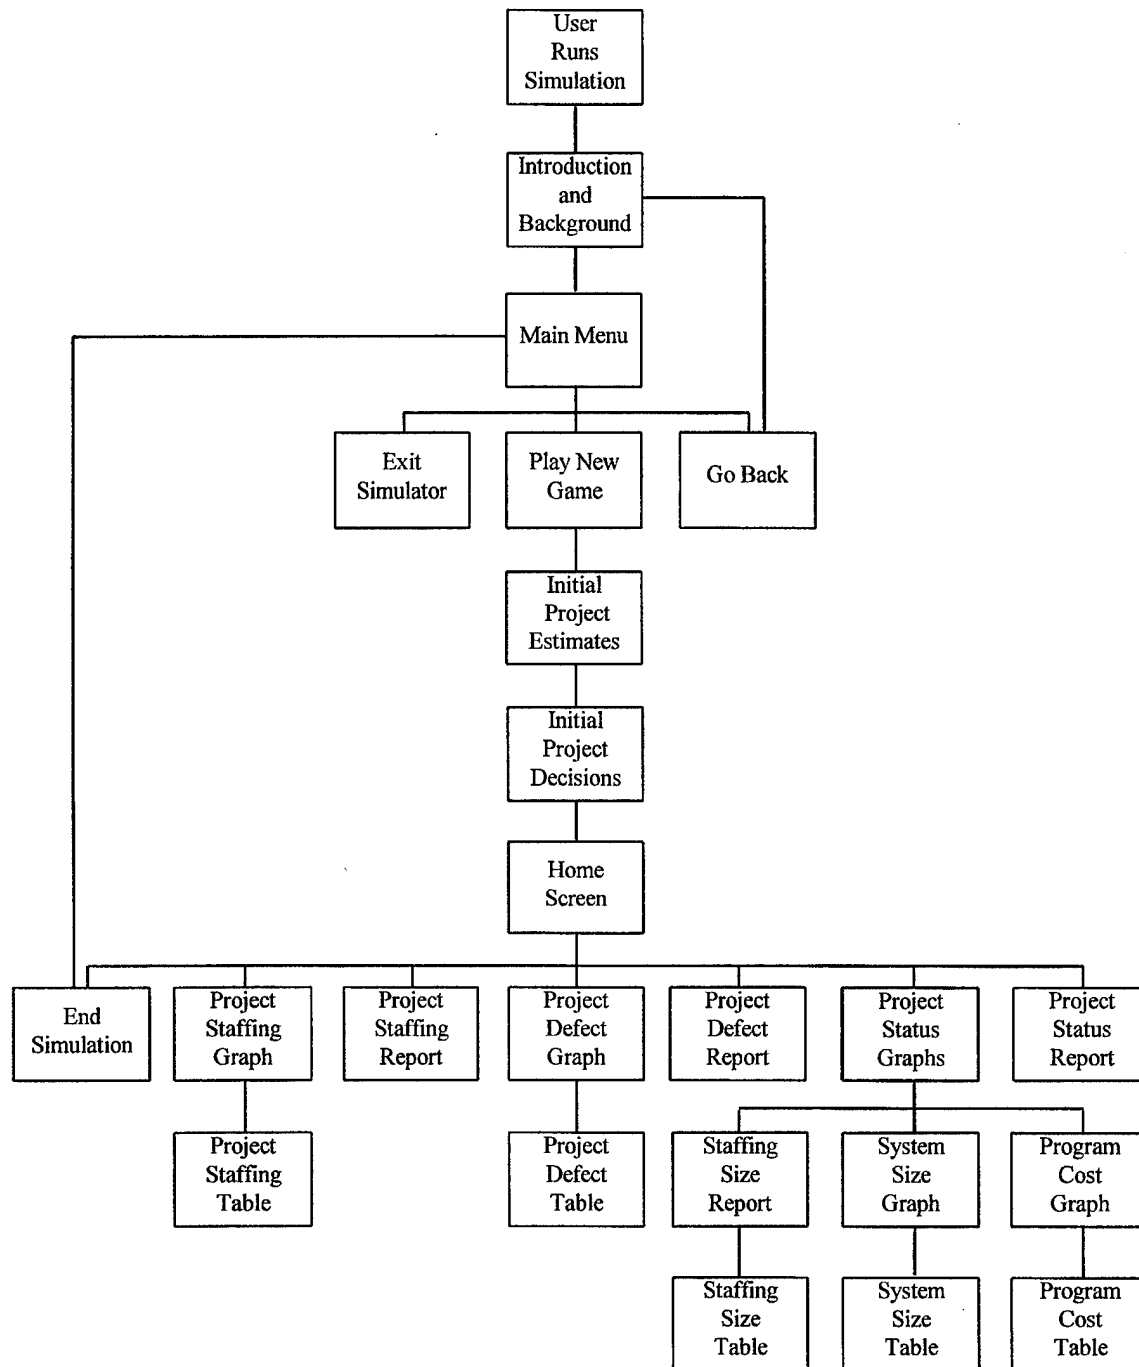 User
Runs
Simulation
Introduction
and
Background
Main Menu
Exit
Simulator
Play New
Game
Go Back
Initial
Project
Estimates
Initial
Project
Decisions
Home
Screen
End
Simulation
Project
Staffing
Graph
Project
Staffing
Report
Project
Defect
Graph
Project
Defect
Report
Project
Status
Graphs
Project
Status
Report
Project
Staffing
Table
Project
Defect
Table
Staffing
Size
Report
System
Size
Graph
Program
Cost
Graph
Staffing
Size
Table
System
Size
Table
Program
Cost
Table